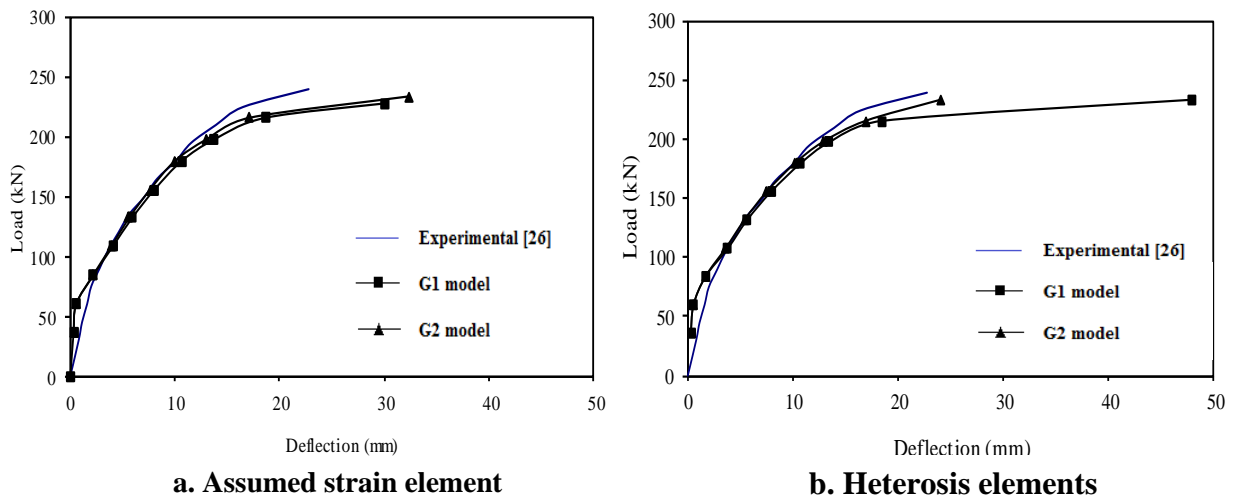 300
250
200
150
100
50
0
Load (kN)
Experimental [26]
G1 model
G2 model
0 10 20 30 40 50
Deflection (mm)
a. Assumed strain element
300
250
200
150
100
50
0
Load (kN)
Experimental [26]
G1 model
G2 model
0 10 20 30 40 50
Deflection (mm)
b. Heterosis elements